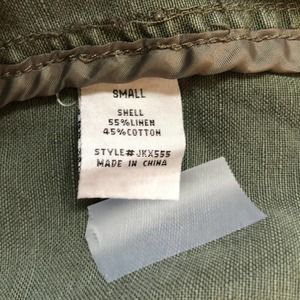 SMALL
SHELL
55%LINEN
45%COTTON
STYLE#JKX555
MADE IN CHINA